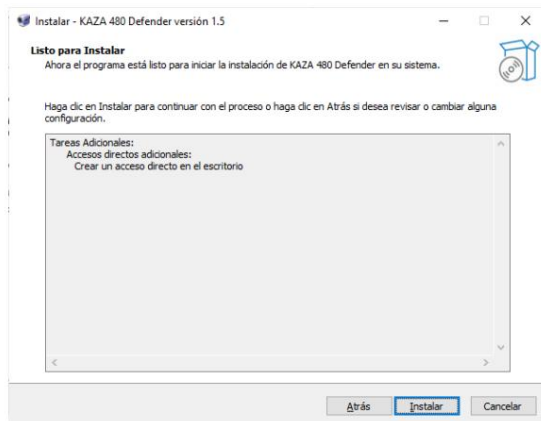 Instalar - KAZA 480 Defender versión 1.5
Listo para Instalar
Ahora el programa está listo para iniciar la instalación de KAZA 480 Defender en su sistema.
Haga clic en Instalar para continuar con el proceso o haga clic en Atrás si desea revisar o cambiar alguna
configuración.
Tareas Adicionales:
Accesos directos adicionales:
Crear un acceso directo en el escritorio
Atrás
Instalar
Cancelar